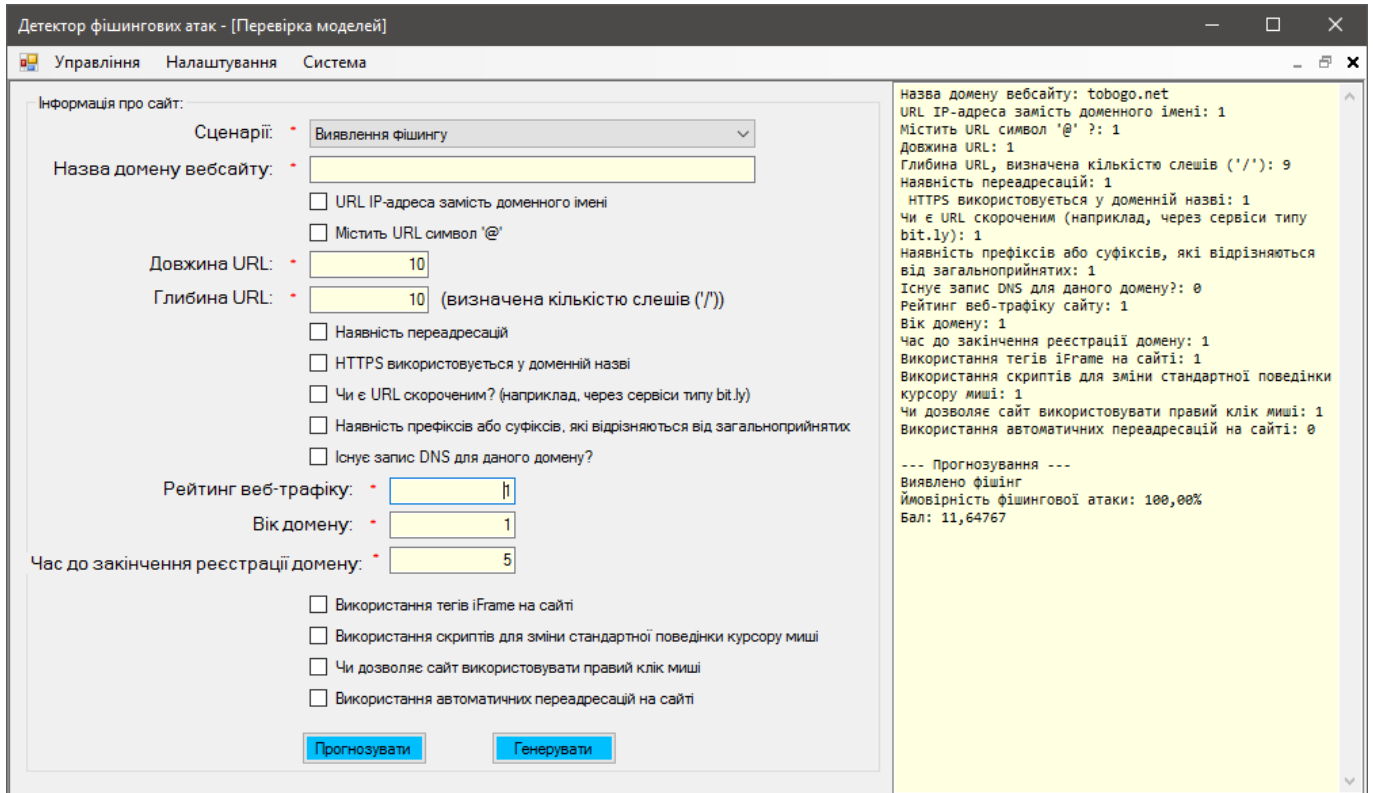 Детектор фішингових атак - [Перевірка моделей]
Управління Налаштування Система
Інформація про сайт:
Сценарії: * Виявлення фішингу
Назва домену вебсайту: *
URL IP-адреса замість доменного імені
Містить URL символ '@'
Довжина URL: * 10
Глибина URL: * 10 (визначена кількістю слешів ('/'))
Наявність переадресацій
HTTPS використовується у доменній назві
Чи є URL скороченим? (наприклад, через сервіси типу bit.ly)
Наявність префіксів або суфіксів, які відрізняються від загальноприйнятих
Існує запис DNS для даного домену?
Рейтинг веб-трафіку: * 1
Вік домену: * 1
Час до закінчення реєстрації домену: * 5
Використання тегів iFrame на сайті
Використання скриптів для зміни стандартної поведінки курсору миші
Чи дозволяє сайт використовувати правий клік миші
Використання автоматичних переадресацій на сайті
Прогнозувати Генерувати
Назва домену вебсайту: tobogo.net
URL IP-адреса замість доменного імені: 1
Містить URL символ '@' ?: 1
Довжина URL: 1
Глибина URL, визначена кількістю слешів ('/'): 9
Наявність переадресацій: 1
HTTPS використовується у доменній назві: 1
Чи є URL скороченим (наприклад, через сервіси типу
bit.ly): 1
Наявність префіксів або суфіксів, які відрізняються
від загальноприйнятих: 1
Існує запис DNS для даного домену?: 0
Рейтинг веб-трафіку сайту: 1
Вік домену: 1
Час до закінчення реєстрації домену: 1
Використання тегів iFrame на сайті: 1
Використання скриптів для зміни стандартної поведінки
курсору миші: 1
Чи дозволяє сайт використовувати правий клік миші: 1
Використання автоматичних переадресацій на сайті: 0
--- Прогнозування ---
Виявлено фішінг
Ймовірність фішингової атаки: 100,00%
Бал: 11,64767